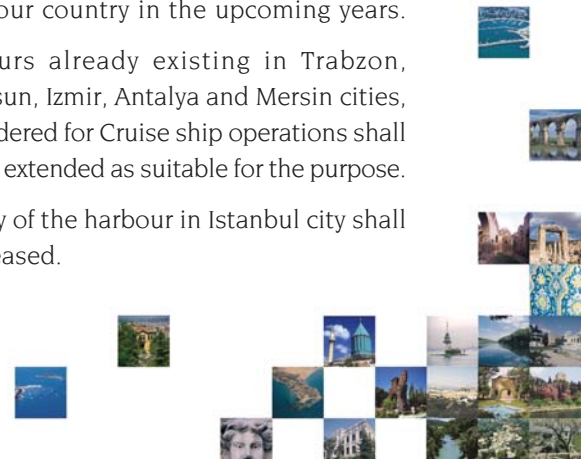 our country in the upcoming years.
urs already existing in Trabzon,
sun, Izmir, Antalya and Mersin cities,
dered for Cruise ship operations shall
extended as suitable for the purpose.
y of the harbour in Istanbul city shall
eased.